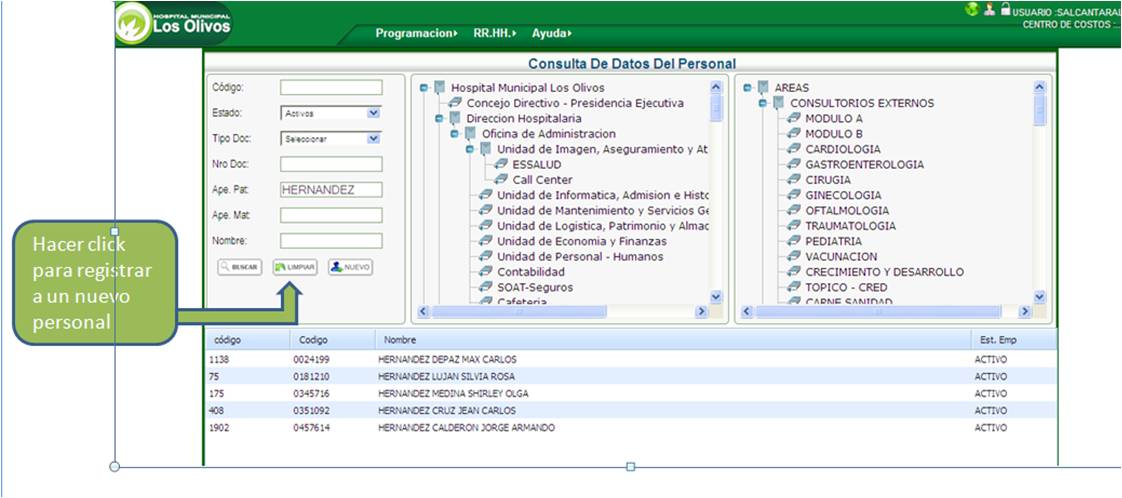 HOSPITAL MUNICIPAL
Los Olivos
USUARIO :SALCANTARAL
CENTRO DE COSTOS :..
Programacion RR.HH. Ayuda
Consulta De Datos Del Personal
Código:
Estado: Activos
Tipo Doc: Seleccionar
Nro Doc:
Ape. Pat: HERNANDEZ
Ape. Mat:
Nombre:
BUSCAR LIMPIAR NUEVO
Hospital Municipal Los Olivos
Concejo Directivo - Presidencia Ejecutiva
Direccion Hospitalaria
Oficina de Administracion
Unidad de Imagen, Aseguramiento y At
ESSALUD
Call Center
Unidad de Informatica, Admision e Histo
Unidad de Mantenimiento y Servicios Ge
Unidad de Logistica, Patrimonio y Almac
Unidad de Economia y Finanzas
Unidad de Personal - Humanos
Contabilidad
SOAT-Seguros
Cafeteria
AREAS
CONSULTORIOS EXTERNOS
MODULO A
MODULO B
CARDIOLOGIA
GASTROENTEROLOGIA
CIRUGIA
GINECOLOGIA
OFTALMOLOGIA
TRAUMATOLOGIA
PEDIATRIA
VACUNACION
CRECIMIENTO Y DESARROLLO
TOPICO - CRED
CARNE SANIDAD
Hacer click
para registrar
a un nuevo
personal
código Codigo Nombre Est. Emp
1138 0024199 HERNANDEZ DEPAZ MAX CARLOS ACTIVO
75 0181210 HERNANDEZ LUJAN SILVIA ROSA ACTIVO
175 0345716 HERNANDEZ MEDINA SHIRLEY OLGA ACTIVO
408 0351092 HERNANDEZ CRUZ JEAN CARLOS ACTIVO
1902 0457614 HERNANDEZ CALDERON JORGE ARMANDO ACTIVO